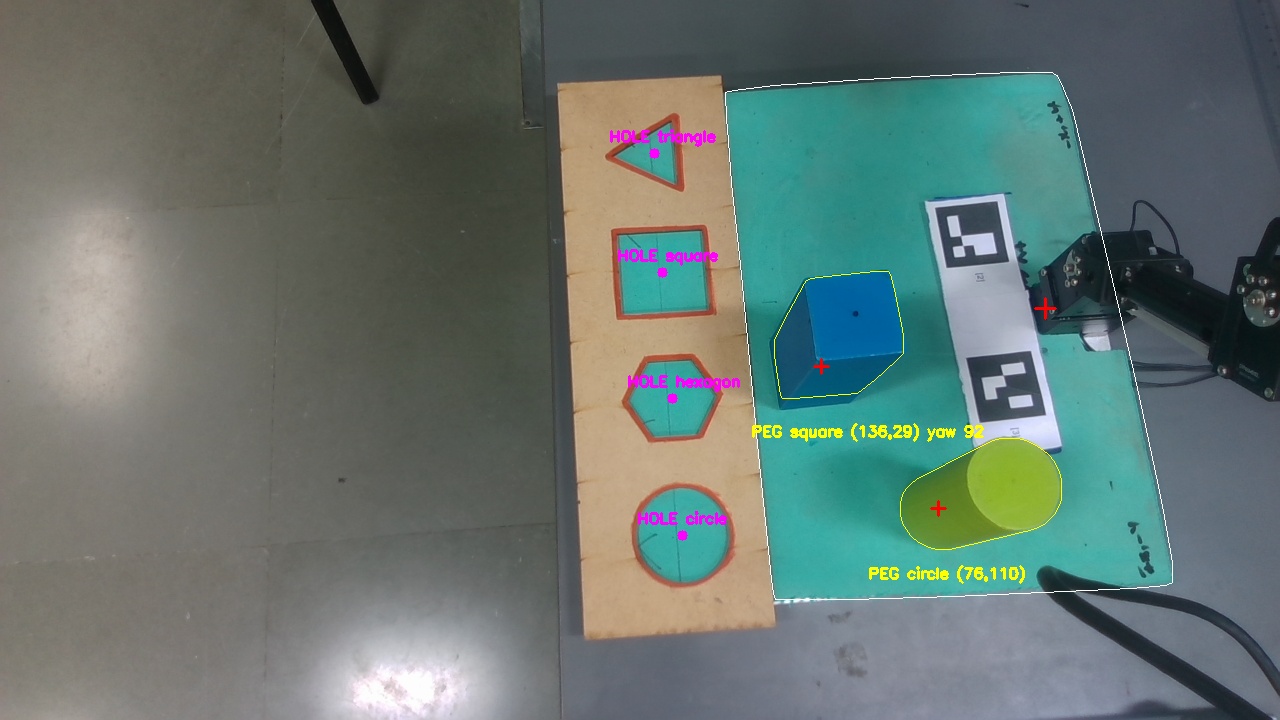 HOLE triangle
HOLE square
HOLE hexagon
PEG square (136,29) yaw 92
HOLE circle
PEG circle (76,110)